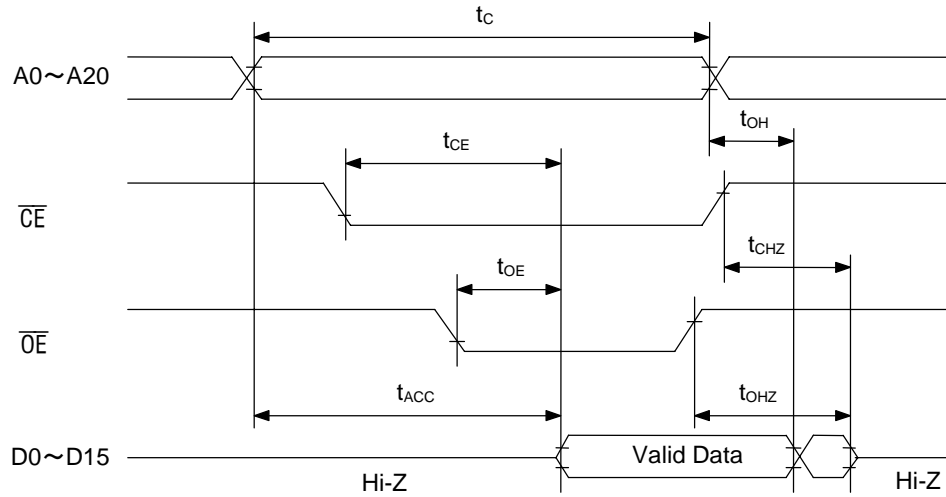 tC
A0～A20
tOH
tCE
CE
tCHZ
tOE
OE
tACC
tOHZ
D0～D15
Valid Data
Hi-Z
Hi-Z